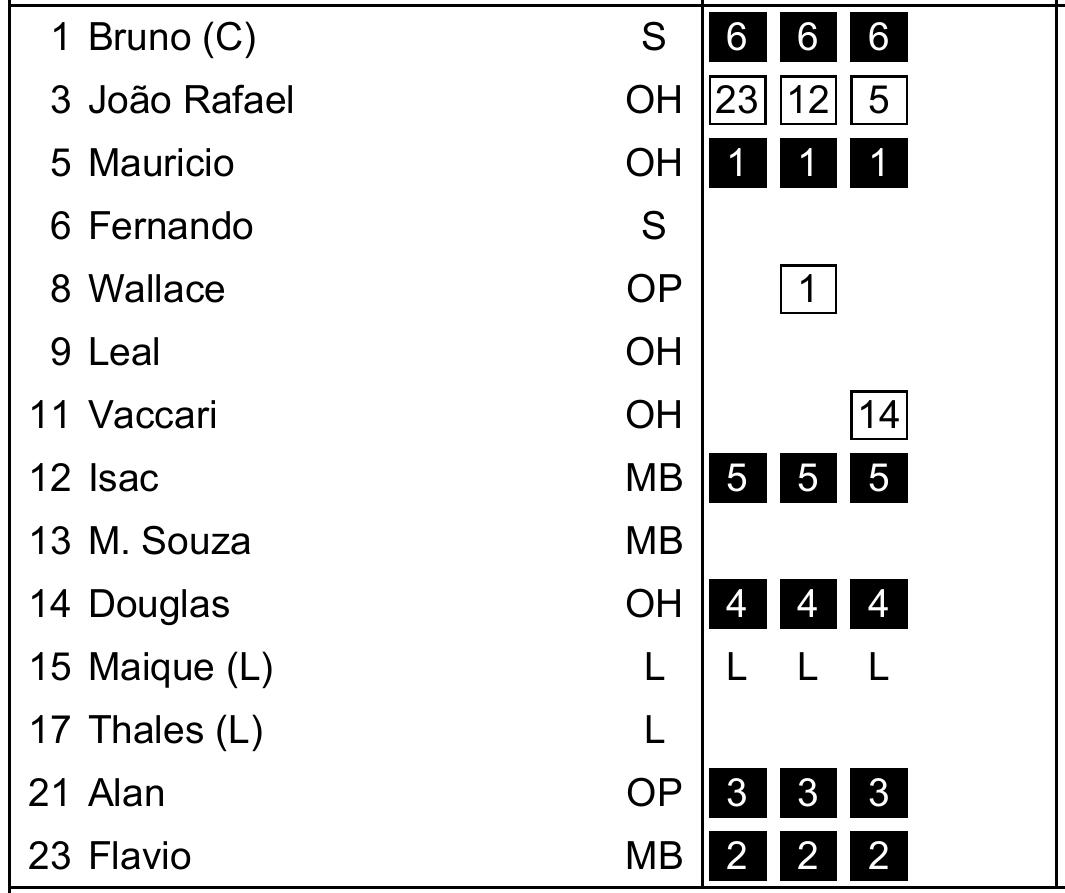 1 Bruno (C) S 6 6 6
3 João Rafael OH 23 12 5
5 Mauricio OH 1 1 1
6 Fernando S
8 Wallace OP 1
9 Leal OH
11 Vaccari OH 14
12 Isac MB 5 5 5
13 M. Souza MB
14 Douglas OH 4 4 4
15 Maique (L) L L L L
17 Thales (L) L
21 Alan OP 3 3 3
23 Flavio MB 2 2 2